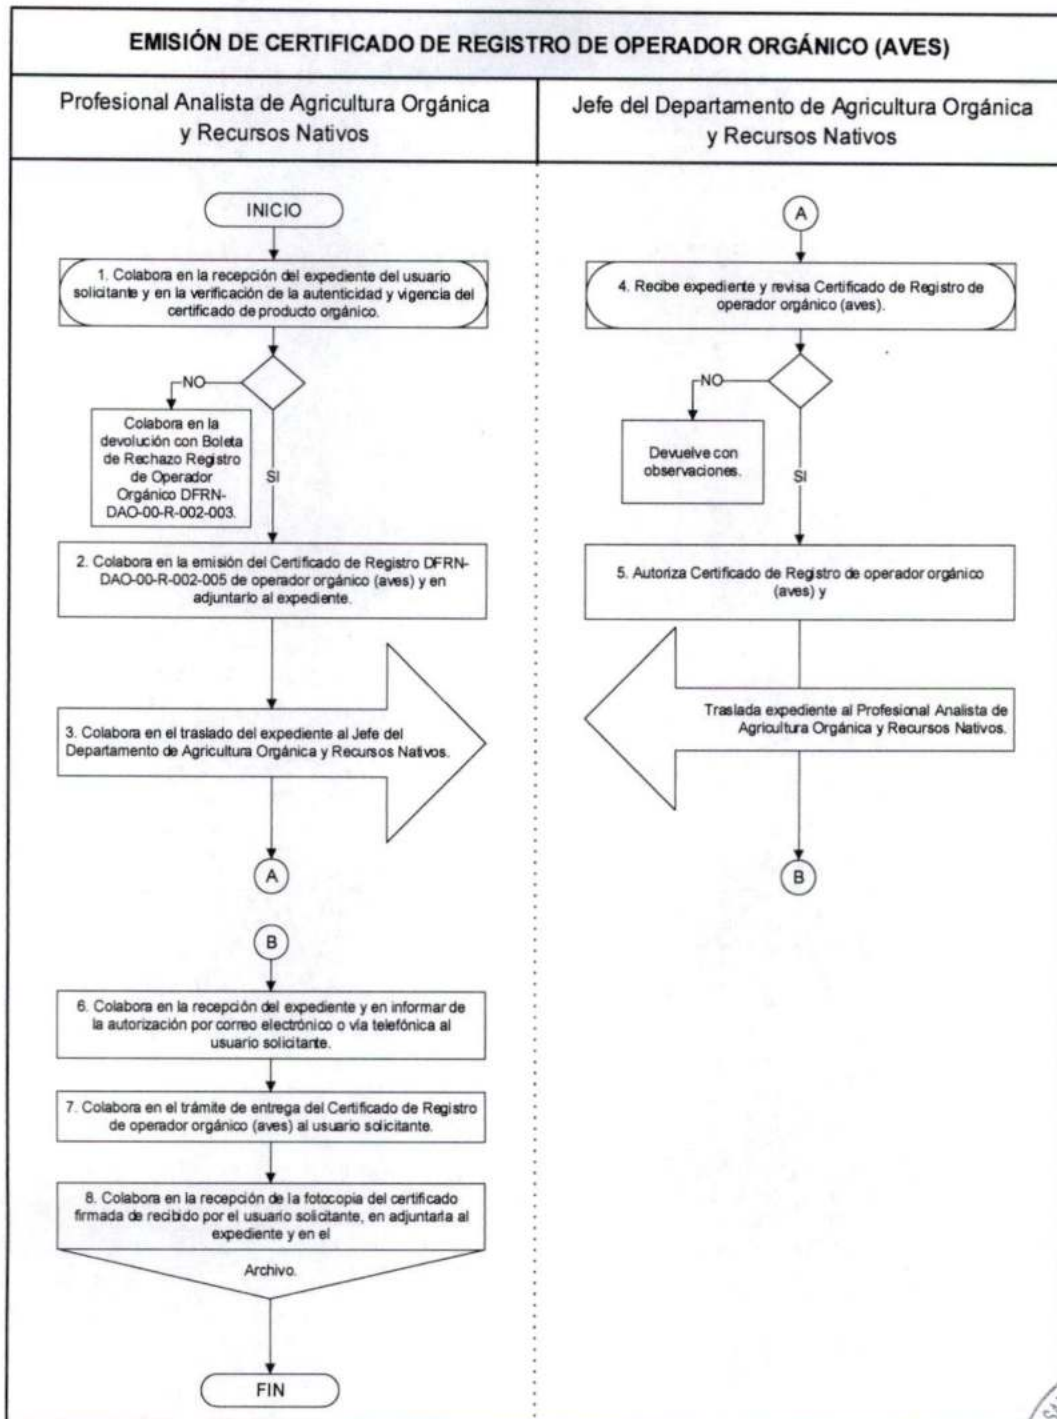 EMISIÓN DE CERTIFICADO DE REGISTRO DE OPERADOR ORGÁNICO (AVES)
Profesional Analista de Agricultura Orgánica
y Recursos Nativos
Jefe del Departamento de Agricultura Orgánica
y Recursos Nativos
INICIO
1. Colabora en la recepción del expediente del usuario
solicitante y en la verificación de la autenticidad y vigencia del
certificado de producto orgánico.
NO
Colabora en la
devolución con Boleta
de Rechazo Registro
de Operador
Orgánico DFRN-
DAO-00-R-002-003.
SI
2. Colabora en la emisión del Certificado de Registro DFRN-
DAO-00-R-002-005 de operador orgánico (aves) y en
adjuntarlo al expediente.
3. Colabora en el traslado del expediente al Jefe del
Departamento de Agricultura Orgánica y Recursos Nativos.
A
A
4. Recibe expediente y revisa Certificado de Registro de
operador orgánico (aves).
NO
Devuelve con
observaciones.
SI
5. Autoriza Certificado de Registro de operador orgánico
(aves) y
Traslada expediente al Profesional Analista de
Agricultura Orgánica y Recursos Nativos.
B
B
6. Colabora en la recepción del expediente y en informar de
la autorización por correo electrónico o vía telefónica al
usuario solicitante.
7. Colabora en el trámite de entrega del Certificado de Registro
de operador orgánico (aves) al usuario solicitante.
8. Colabora en la recepción de la fotocopia del certificado
firmada de recibido por el usuario solicitante, en adjuntarla al
expediente y en el
Archivo.
FIN